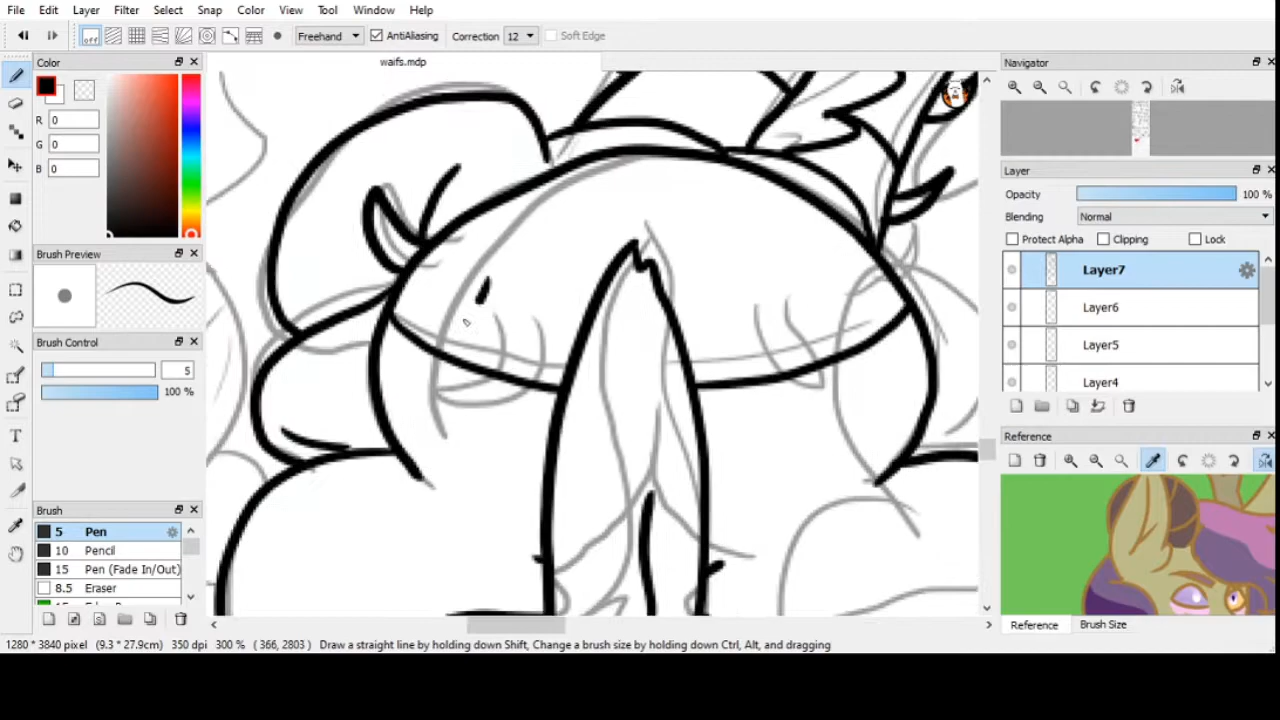 File Edit Layer Filter Select Snap Color View Tool Window Help
off Freehand AntiAliasing Correction 12 Soft Edge
Color
waifs.mdp
Navigator
R 0
G 0
B 0
Layer
Opacity 100 %
Blending Normal
Protect Alpha Clipping Lock
Brush Preview
Layer7
Layer6
Layer5
Layer4
Brush Control
5
100 %
Reference
Brush
5 Pen
10 Pencil
15 Pen (Fade In/Out)
8.5 Eraser
Reference Brush Size
1280 * 3840 pixel (9.3 * 27.9cm) 350 dpi 300 % ( 366, 2803 ) Draw a straight line by holding down Shift, Change a brush size by holding down Ctrl, Alt, and dragging